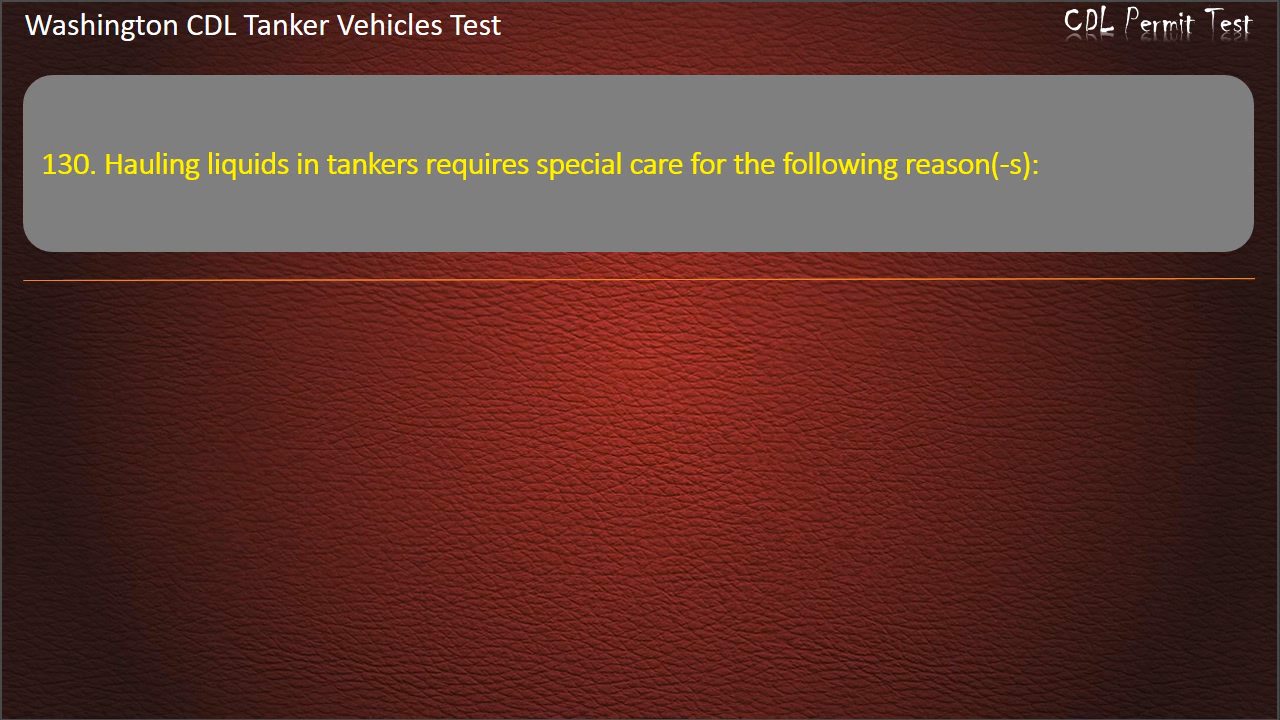 Washington CDL Tanker Vehicles Test
CDL Permit Test
130. Hauling liquids in tankers requires special care for the following reason(-s):